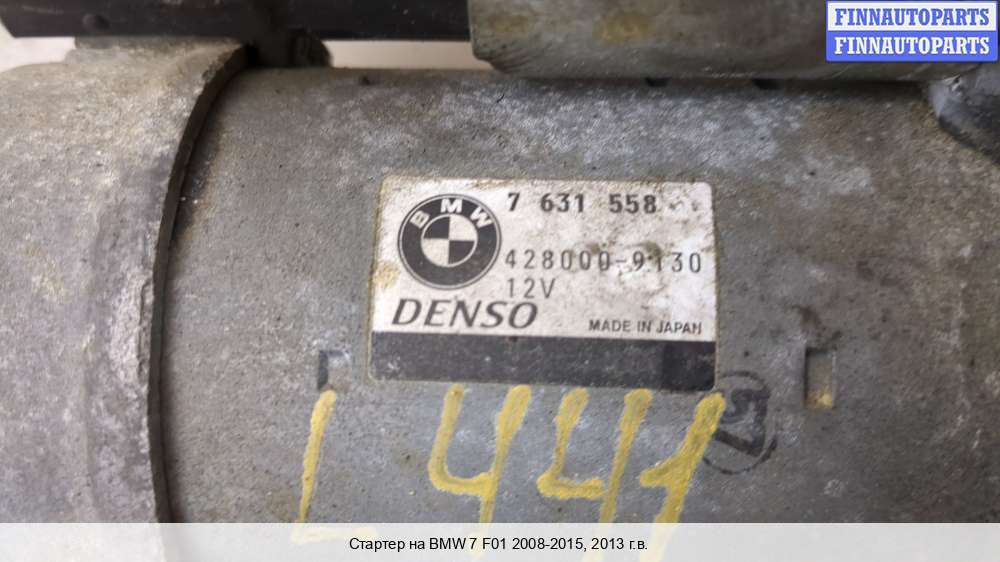 FINNAUTOPARTS
FINNAUTOPARTS
BMW
7 631 558
428000-9130
12V
DENSO
MADE IN JAPAN
57
Стартер на BMW 7 F01 2008-2015, 2013 г.в.